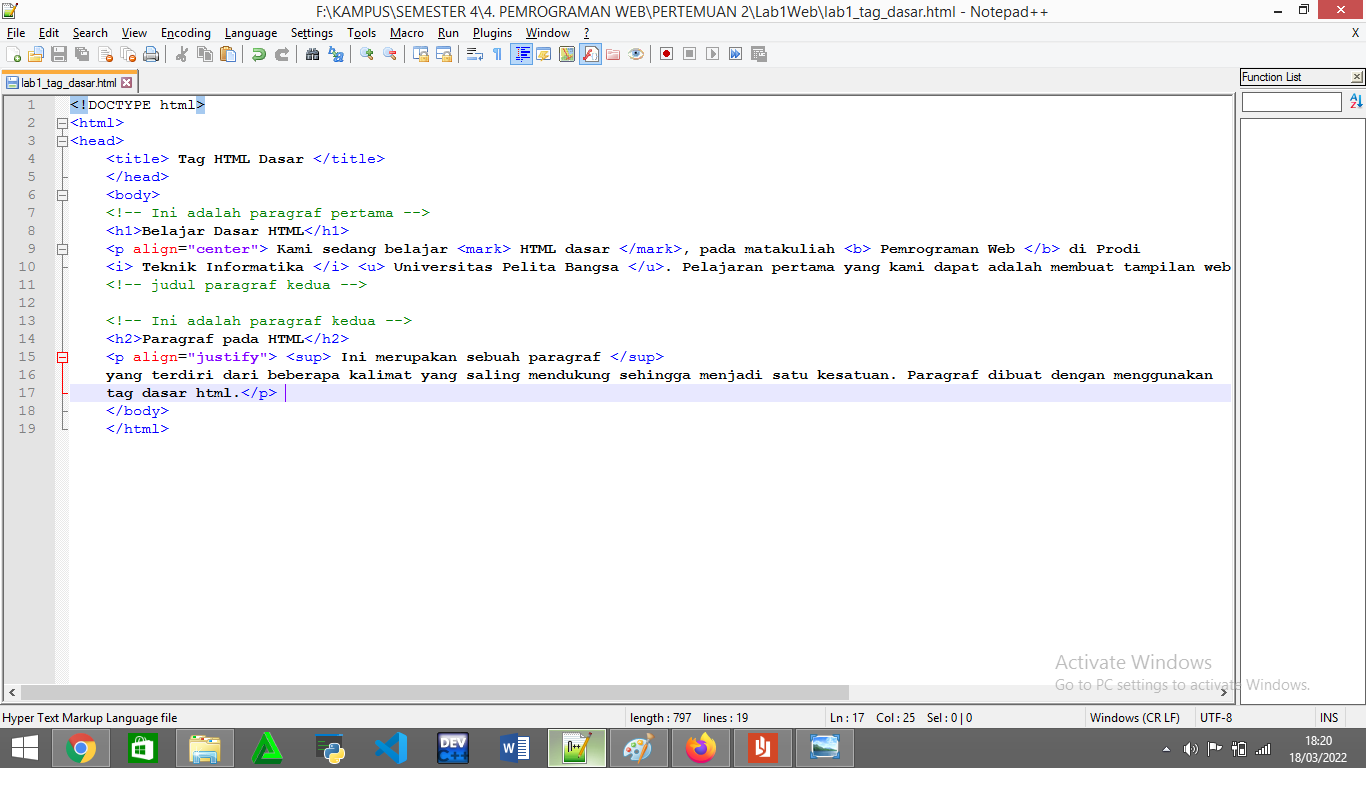 F:\KAMPUS\SEMESTER 4\4. PEMROGRAMAN WEB\PERTEMUAN 2\Lab1Web\lab1_tag_dasar.html - Notepad++
File Edit Search View Encoding Language Settings Tools Macro Run Plugins Window ? X
lab1_tag_dasar.html
Function List
1 <!DOCTYPE html>
2 <html>
3 <head>
4 <title> Tag HTML Dasar </title>
5 </head>
6 <body>
7 <!-- Ini adalah paragraf pertama -->
8 <h1>Belajar Dasar HTML</h1>
9 <p align="center"> Kami sedang belajar <mark> HTML dasar </mark>, pada matakuliah <b> Pemrograman Web </b> di Prodi
10 <i> Teknik Informatika </i> <u> Universitas Pelita Bangsa </u>. Pelajaran pertama yang kami dapat adalah membuat tampilan web
11 <!-- judul paragraf kedua -->
12
13 <!-- Ini adalah paragraf kedua -->
14 <h2>Paragraf pada HTML</h2>
15 <p align="justify"> <sup> Ini merupakan sebuah paragraf </sup>
16 yang terdiri dari beberapa kalimat yang saling mendukung sehingga menjadi satu kesatuan. Paragraf dibuat dengan menggunakan
17 tag dasar html.</p>
18 </body>
19 </html>
Activate Windows
Go to PC settings to activate Windows.
Hyper Text Markup Language file length : 797 lines : 19 Ln : 17 Col : 25 Sel : 0 | 0 Windows (CR LF) UTF-8 INS
DEV C++
18:20
18/03/2022